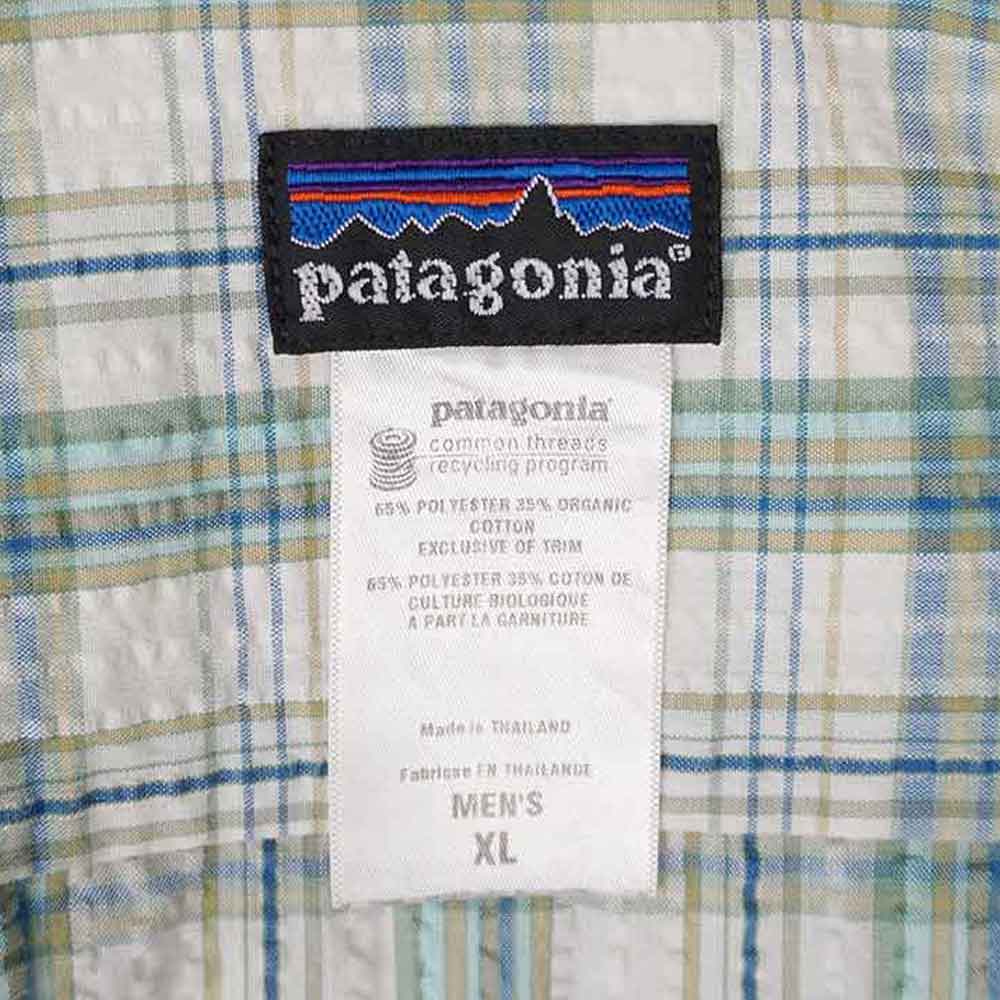 patagonia®
patagonia®
common threads
recycling program
65% POLYESTER 35% ORGANIC
COTTON
EXCLUSIVE OF TRIM
65% POLYESTER 35% COTON DE
CULTURE BIOLOGIQUE
A PART LA GARNITURE
Made in THAILAND
Fabrique EN THAILANDE
MEN'S
XL